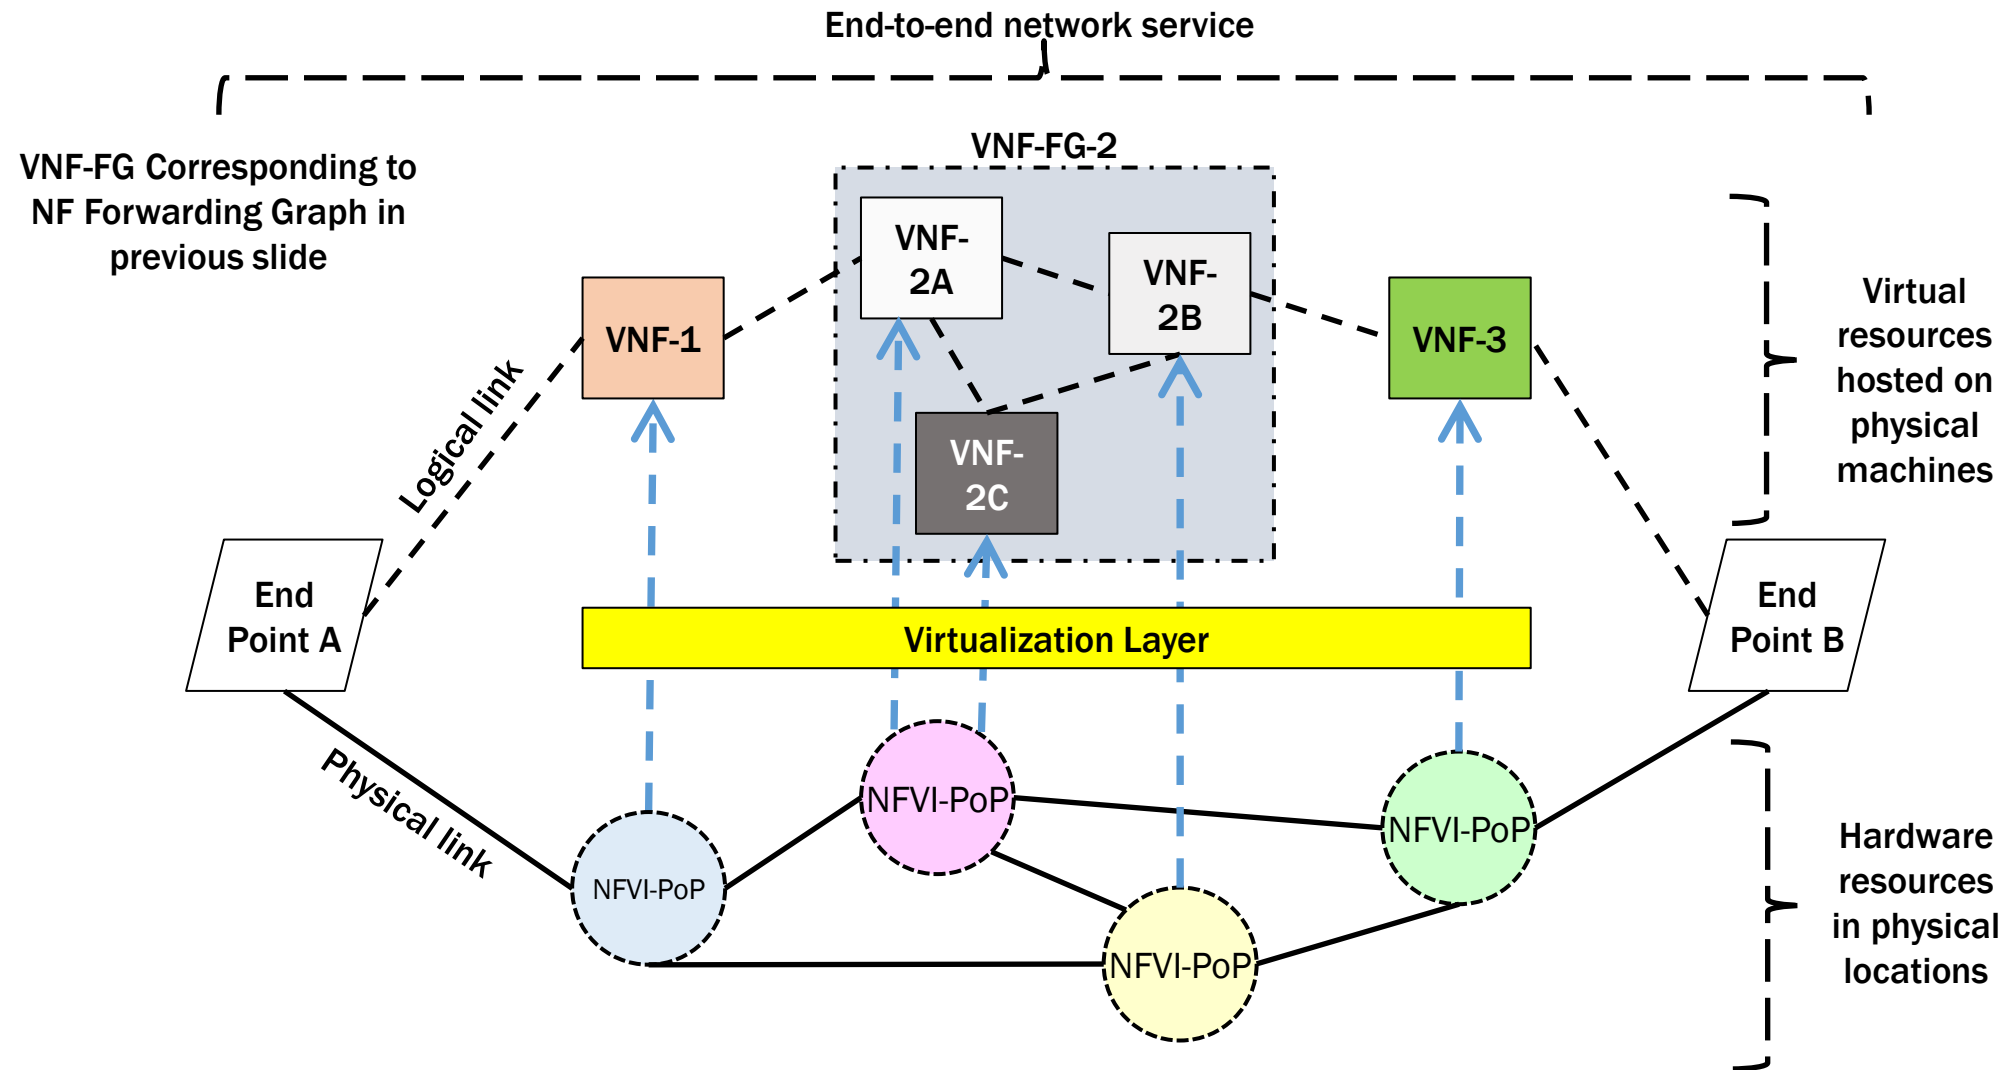 End-to-end network service
VNF-FG Corresponding to
NF Forwarding Graph in
previous slide
VNF-FG-2
VNF-
2A
VNF-
2B
VNF-1
VNF-3
VNF-
2C
Logical link
Virtual
resources
hosted on
physical
machines
End
Point A
Virtualization Layer
End
Point B
Physical link
NFVI-PoP
NFVI-PoP
NFVI-PoP
NFVI-PoP
Hardware
resources
in physical
locations